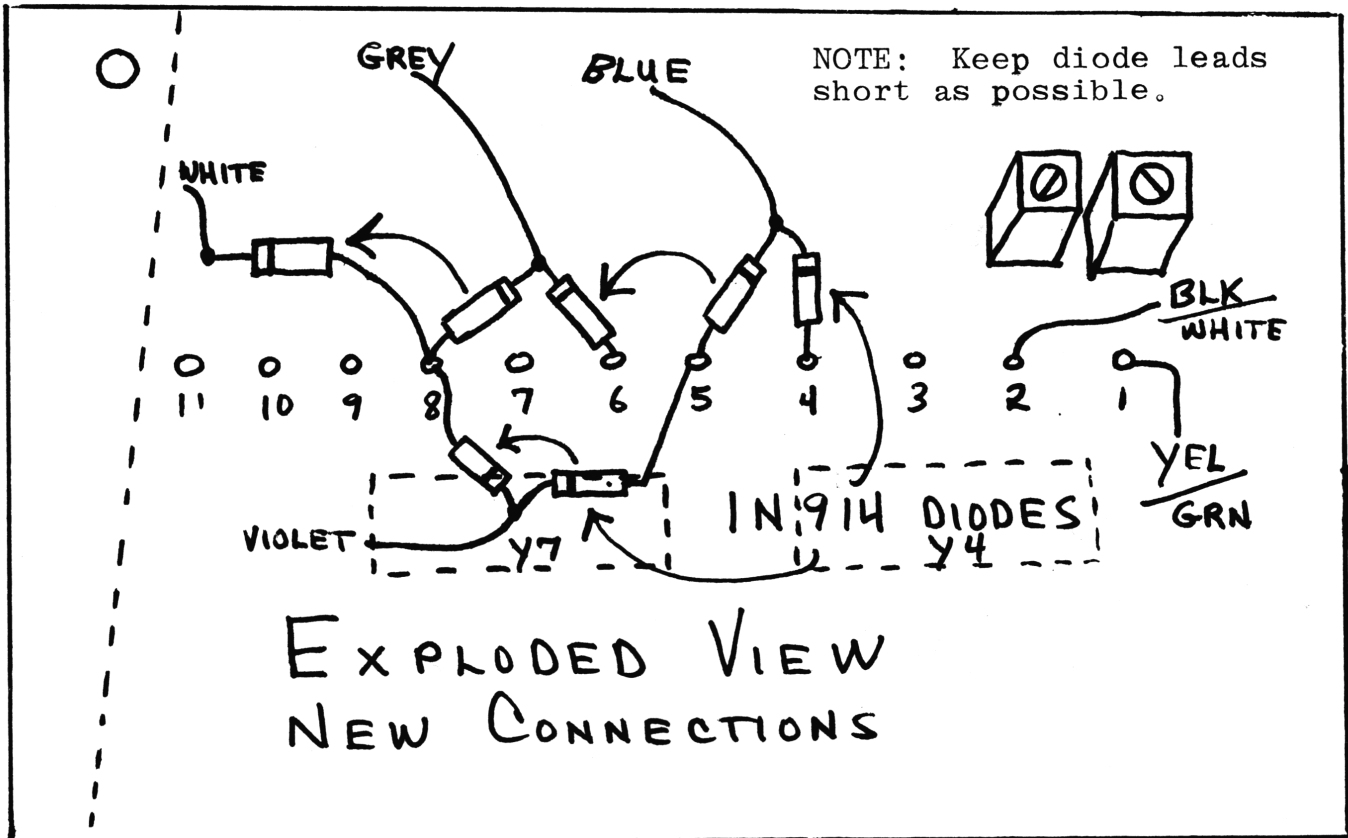 GREY
BLUE
NOTE: Keep diode leads
short as possible.
WHITE
BLK
WHITE
11 10 9 8 7 6 5 4 3 2 1
YEL
GRN
IN914 DIODES
VIOLET
Y7
Y4
EXPLODED VIEW
NEW CONNECTIONS